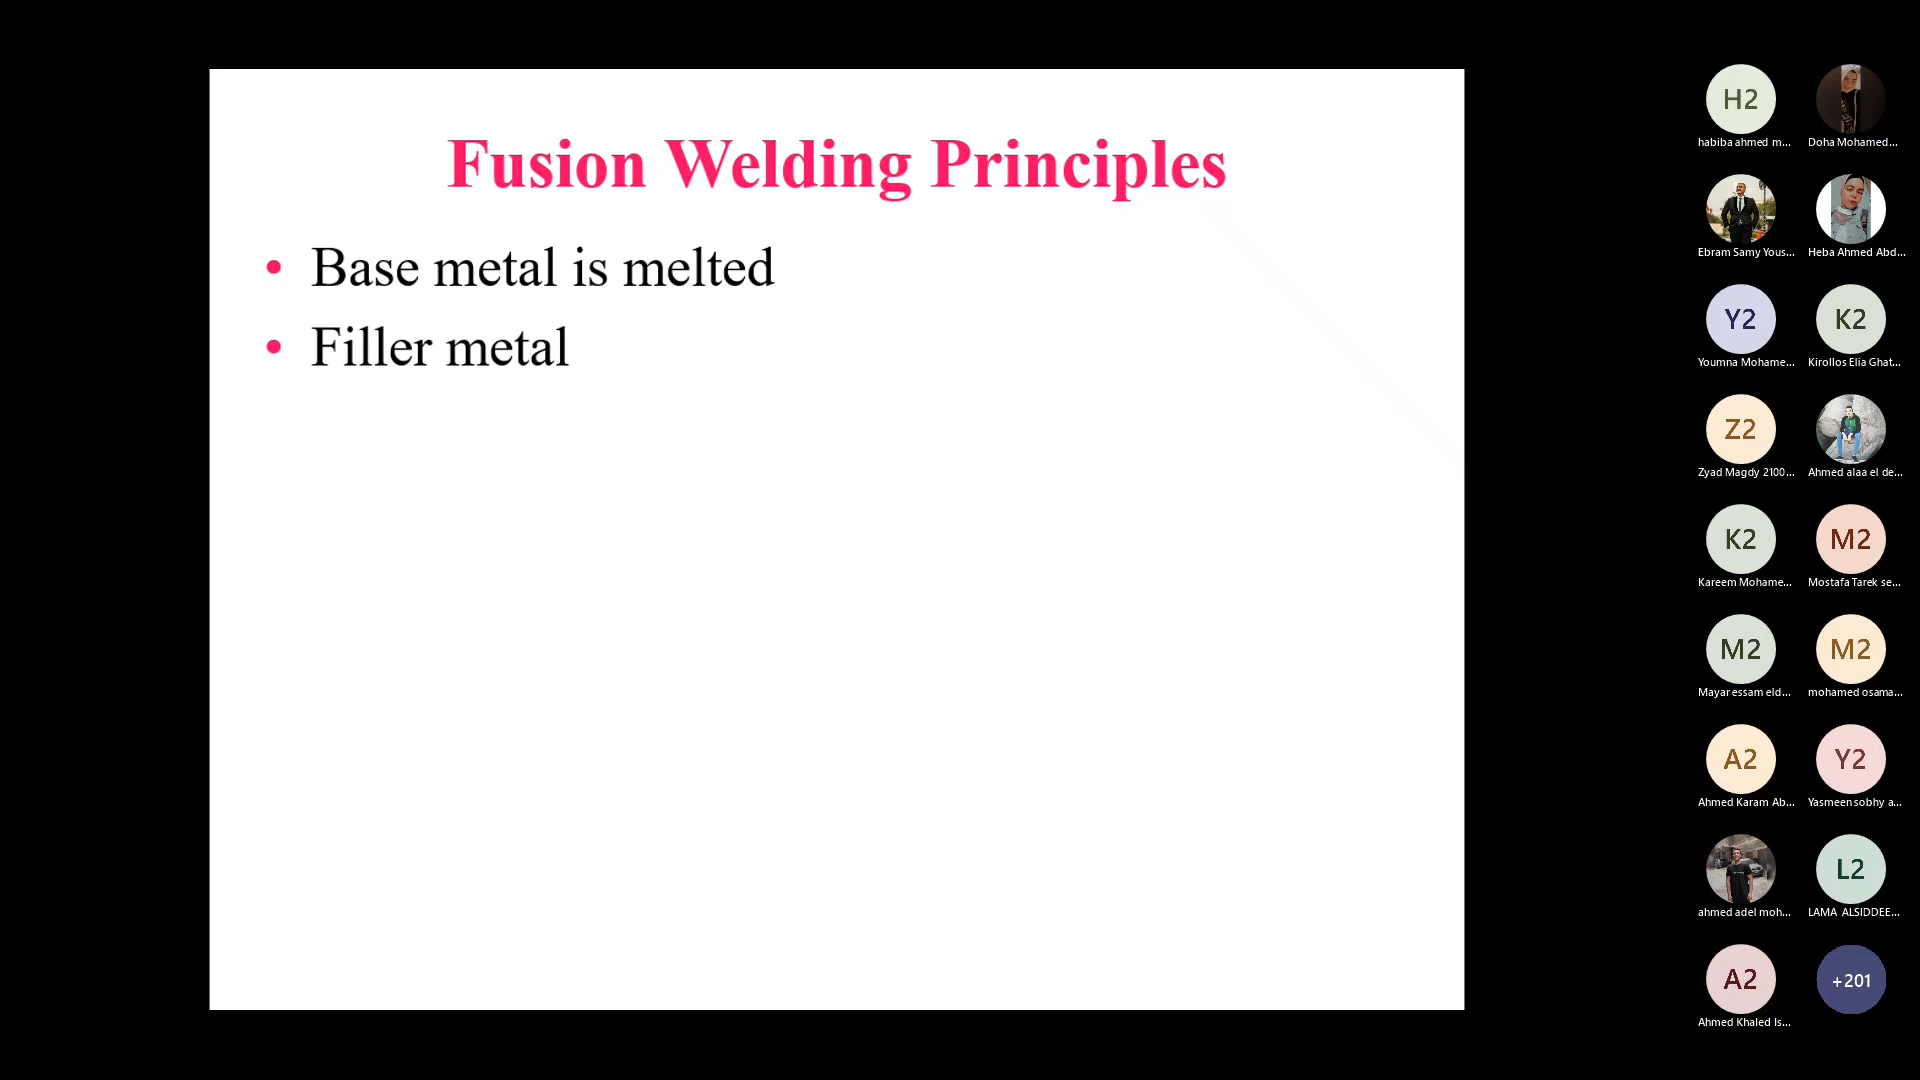 Fusion Welding Principles
• Base metal is melted
• Filler metal
H2
habiba ahmed m...
Doha Mohamed...
Ebram Samy Yous...
Heba Ahmed Abd...
Y2
Youmna Mohame...
K2
Kirollos Elia Ghat...
Z2
Zyad Magdy 2100...
Ahmed alaa el de...
K2
Kareem Mohame...
M2
Mostafa Tarek se...
M2
Mayar essam eld...
M2
mohamed osama...
A2
Ahmed Karam Ab...
Y2
Yasmeen sobhy a...
ahmed adel moh...
L2
LAMA ALSIDDEE...
A2
Ahmed Khaled Is...
+201